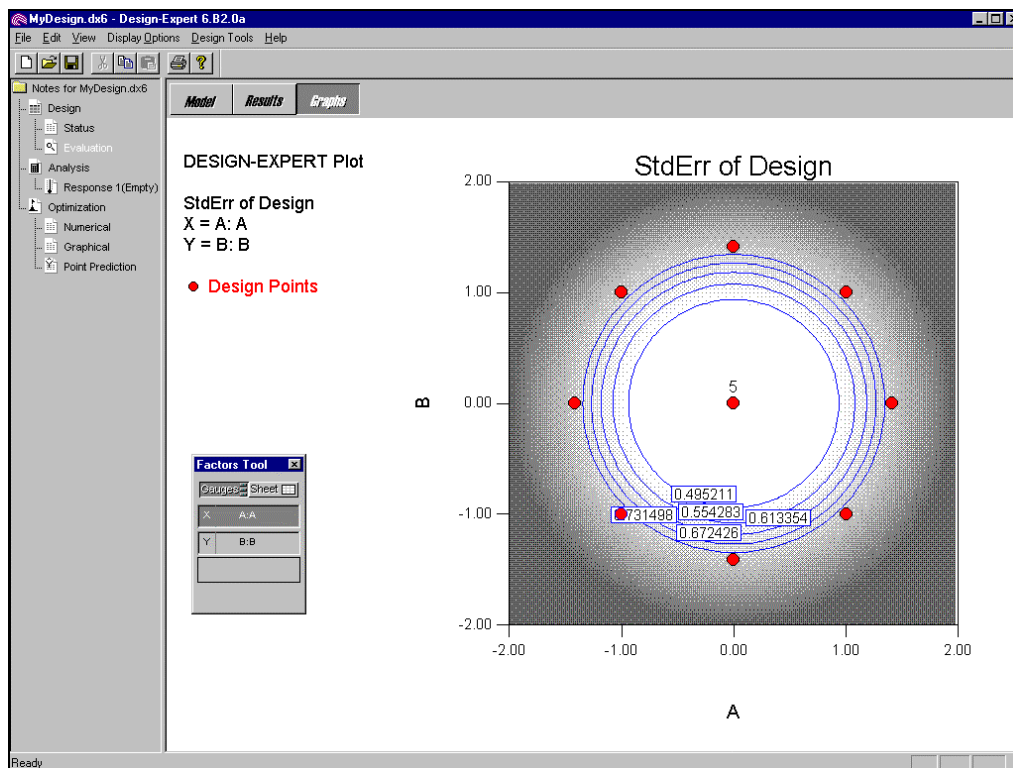 MyDesign.dx6 - Design-Expert 6.B2.0a
File Edit View Display Options Design Tools Help
Notes for MyDesign.dx6
Design
Status
Evaluation
Analysis
Response 1(Empty)
Optimization
Numerical
Graphical
Point Prediction
Model Results Graphs
DESIGN-EXPERT Plot
StdErr of Design
X = A: A
Y = B: B
Design Points
Factors Tool
Gauges Sheet
X A:A
Y B:B
StdErr of Design
2.00
1.00
0.00
-1.00
-2.00
B
5
0.495211
0.554283
0.613354
0.672426
-2.00 -1.00 0.00 1.00 2.00
A
Ready